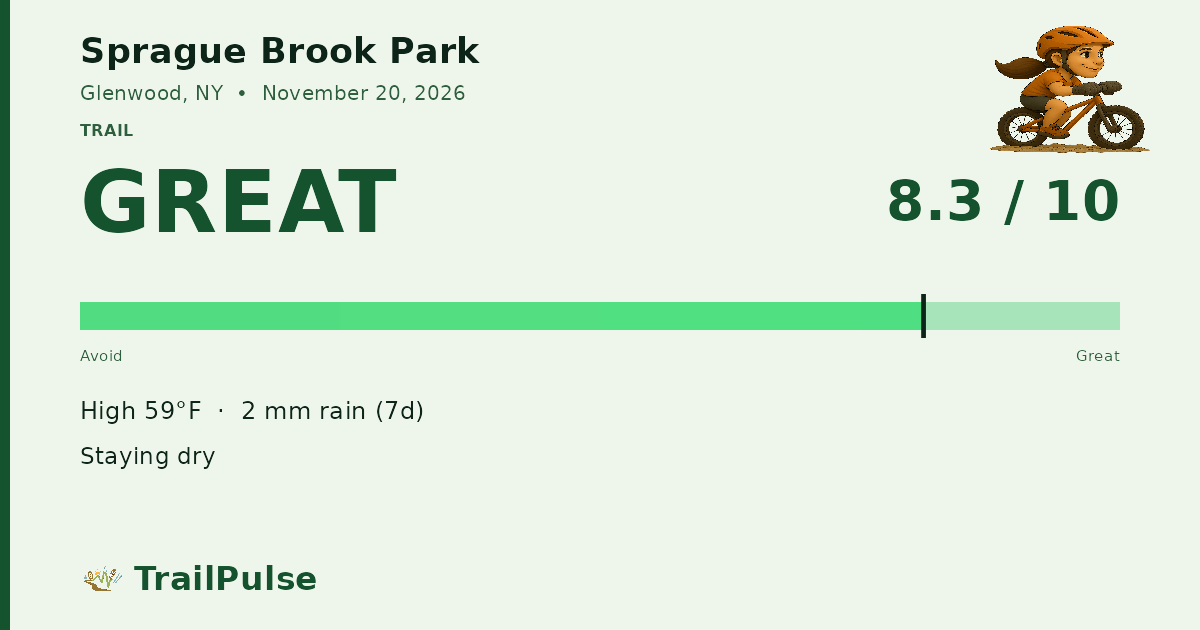 Sprague Brook Park
Glenwood, NY • November 20, 2026
TRAIL
GREAT
8.3 / 10
Avoid
Great
High 59°F · 2 mm rain (7d)
Staying dry
TrailPulse